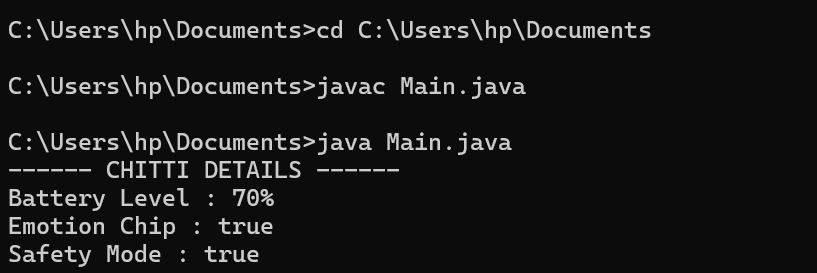 C:\Users\hp\Documents>cd C:\Users\hp\Documents
C:\Users\hp\Documents>javac Main.java
C:\Users\hp\Documents>java Main.java
------ CHITTI DETAILS ------
Battery Level : 70%
Emotion Chip : true
Safety Mode : true